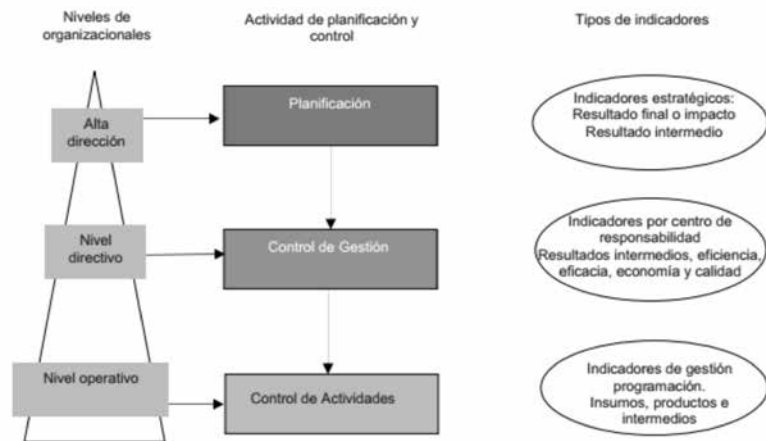 Niveles de
organizacionales
Actividad de planificación y
control
Tipos de indicadores
Alta
dirección
Planificación
Indicadores estratégicos:
Resultado final o impacto
Resultado intermedio
Nivel
directivo
Control de Gestión
Indicadores por centro de
responsabilidad
Resultados intermedios, eficiencia,
eficacia, economía y calidad
Nivel operativo
Control de Actividades
Indicadores de gestión
programación.
Insumos, productos e
intermedios